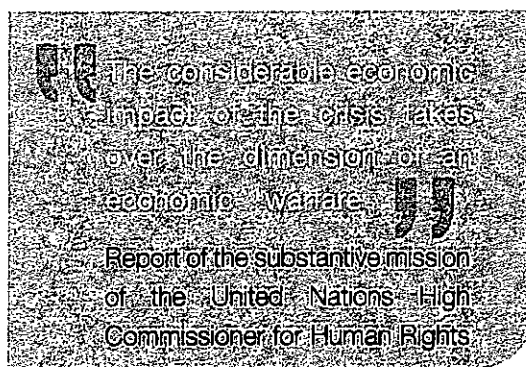 "The considerable economic
impact of the crisis takes
over the dimension of an
economic warfare"
Report of the substantive mission
of the United Nations High
Commissioner for Human Rights